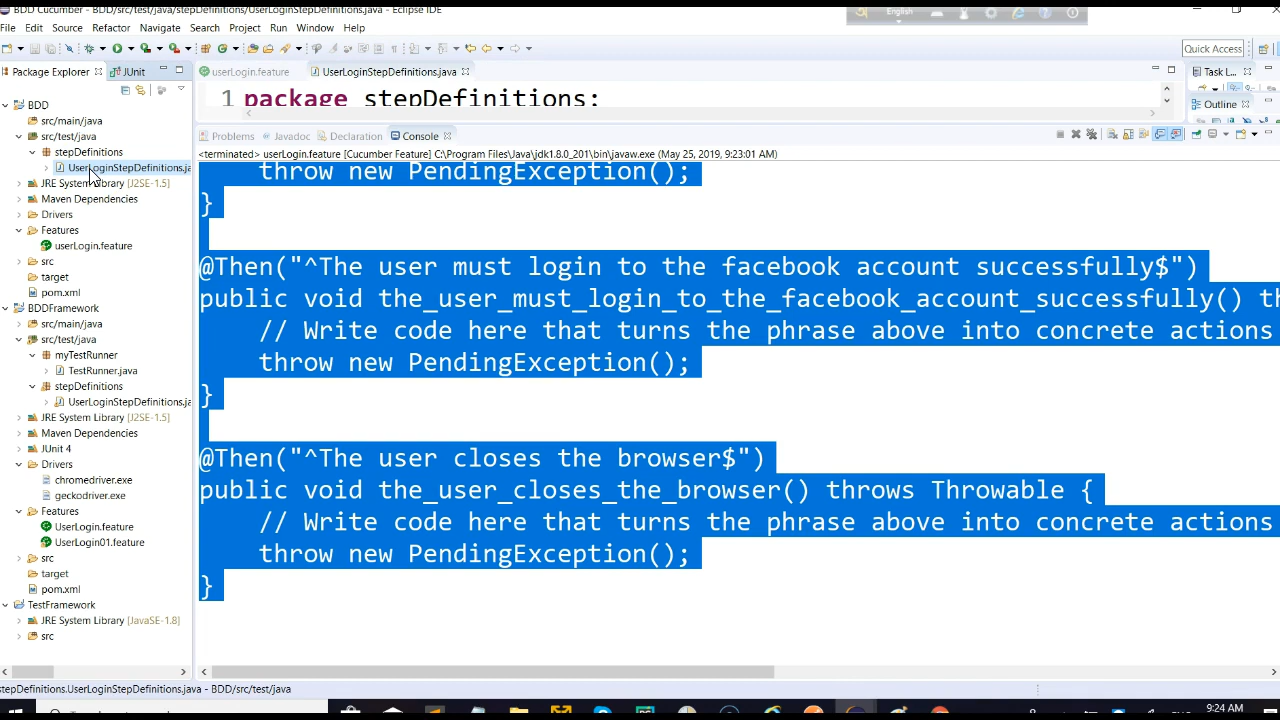 BDD Cucumber - BDD/src/test/java/stepDefinitions/UserLoginStepDefinitions.java - Eclipse IDE
English
File Edit Source Refactor Navigate Search Project Run Window Help
Quick Access
Package Explorer JUnit
userLogin.feature UserLoginStepDefinitions.java
Task L...
Outline
1 package stepDefinitions;
Problems Javadoc Declaration Console
<terminated> userLogin.feature [Cucumber Feature] C:\Program Files\Java\jdk1.8.0_201\bin\javaw.exe (May 25, 2019, 9:23:01 AM)
BDD
src/main/java
src/test/java
stepDefinitions
UserLoginStepDefinitions.ja
JRE System Library [J2SE-1.5]
Maven Dependencies
Drivers
Features
userLogin.feature
src
target
pom.xml
BDDFramework
src/main/java
src/test/java
myTestRunner
TestRunner.java
stepDefinitions
UserLoginStepDefinitions.ja
JRE System Library [J2SE-1.5]
Maven Dependencies
JUnit 4
Drivers
chromedriver.exe
geckodriver.exe
Features
UserLogin.feature
UserLogin01.feature
src
target
pom.xml
TestFramework
JRE System Library [JavaSE-1.8]
src
throw new PendingException();
}
@Then("^The user must login to the facebook account successfully$")
public void the_user_must_login_to_the_facebook_account_successfully() th
// Write code here that turns the phrase above into concrete actions
throw new PendingException();
}
@Then("^The user closes the browser$")
public void the_user_closes_the_browser() throws Throwable {
// Write code here that turns the phrase above into concrete actions
throw new PendingException();
}
stepDefinitions.UserLoginStepDefinitions.java - BDD/src/test/java
9:24 AM